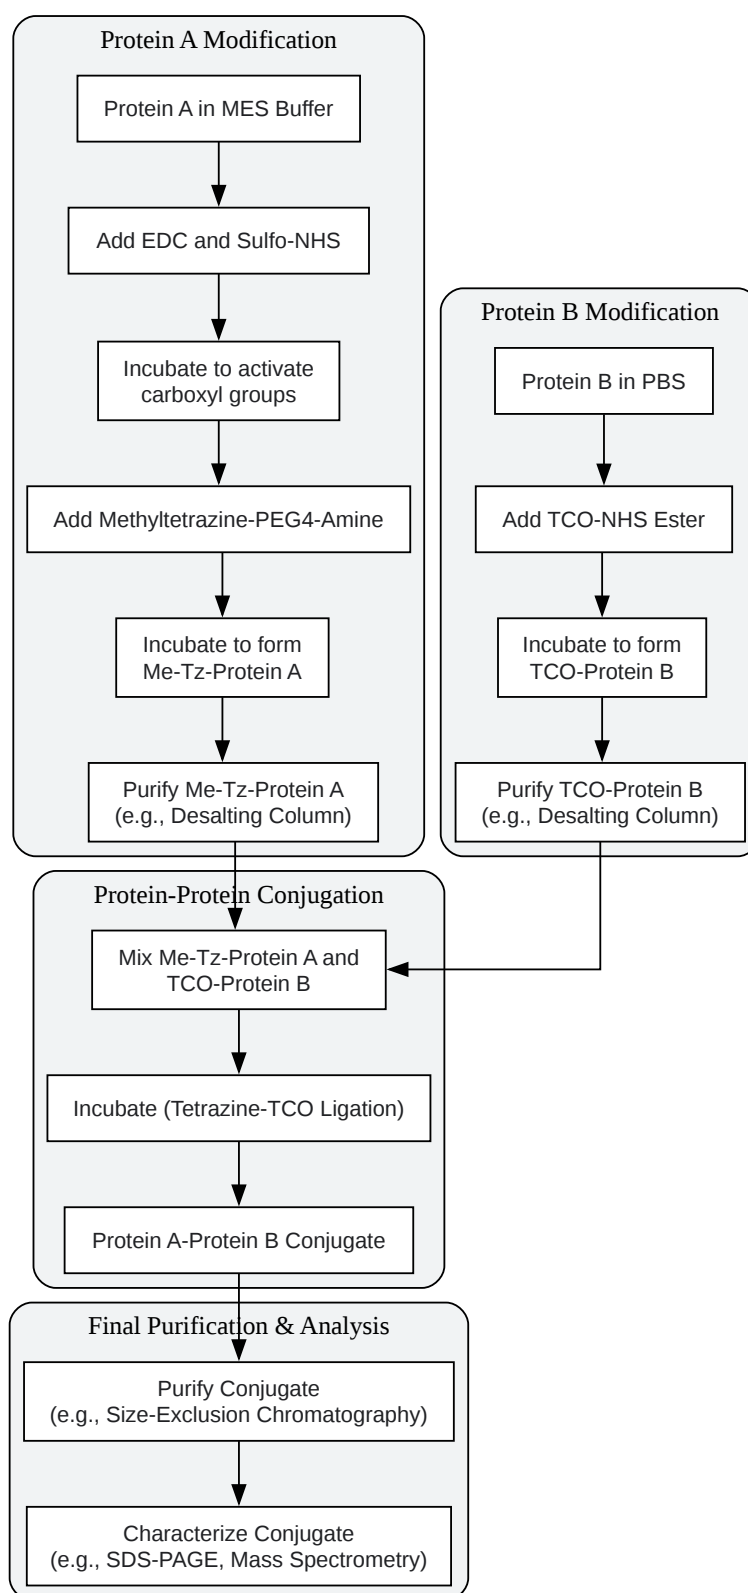 Protein A Modification
Protein A in MES Buffer
Add EDC and Sulfo-NHS
Incubate to activate
carboxyl groups
Add Methyltetrazine-PEG4-Amine
Incubate to form
Me-Tz-Protein A
Purify Me-Tz-Protein A
(e.g., Desalting Column)
Protein B Modification
Protein B in PBS
Add TCO-NHS Ester
Incubate to form
TCO-Protein B
Purify TCO-Protein B
(e.g., Desalting Column)
Protein-Protein Conjugation
Mix Me-Tz-Protein A and
TCO-Protein B
Incubate (Tetrazine-TCO Ligation)
Protein A-Protein B Conjugate
Final Purification & Analysis
Purify Conjugate
(e.g., Size-Exclusion Chromatography)
Characterize Conjugate
(e.g., SDS-PAGE, Mass Spectrometry)